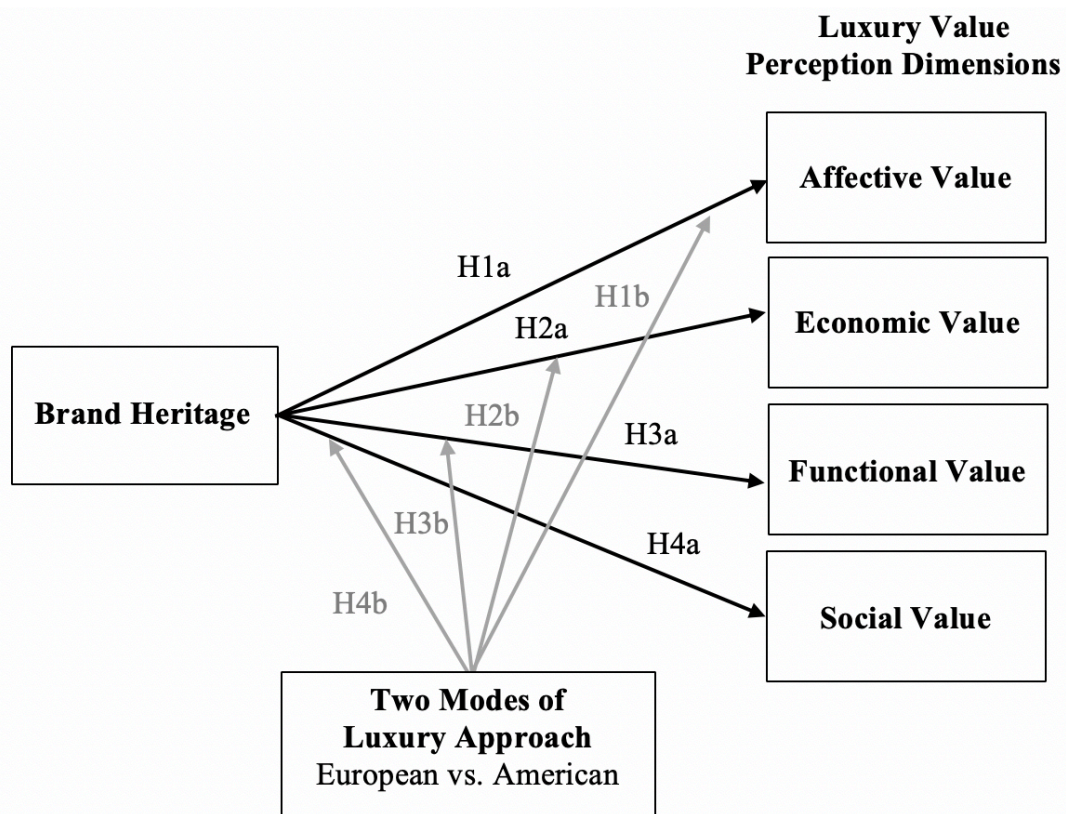 Luxury Value
Perception Dimensions
Affective Value
H1a
H1b
Economic Value
H2a
Brand Heritage
H2b
H3a
Functional Value
H3b
H4a
H4b
Social Value
Two Modes of
Luxury Approach
European vs. American